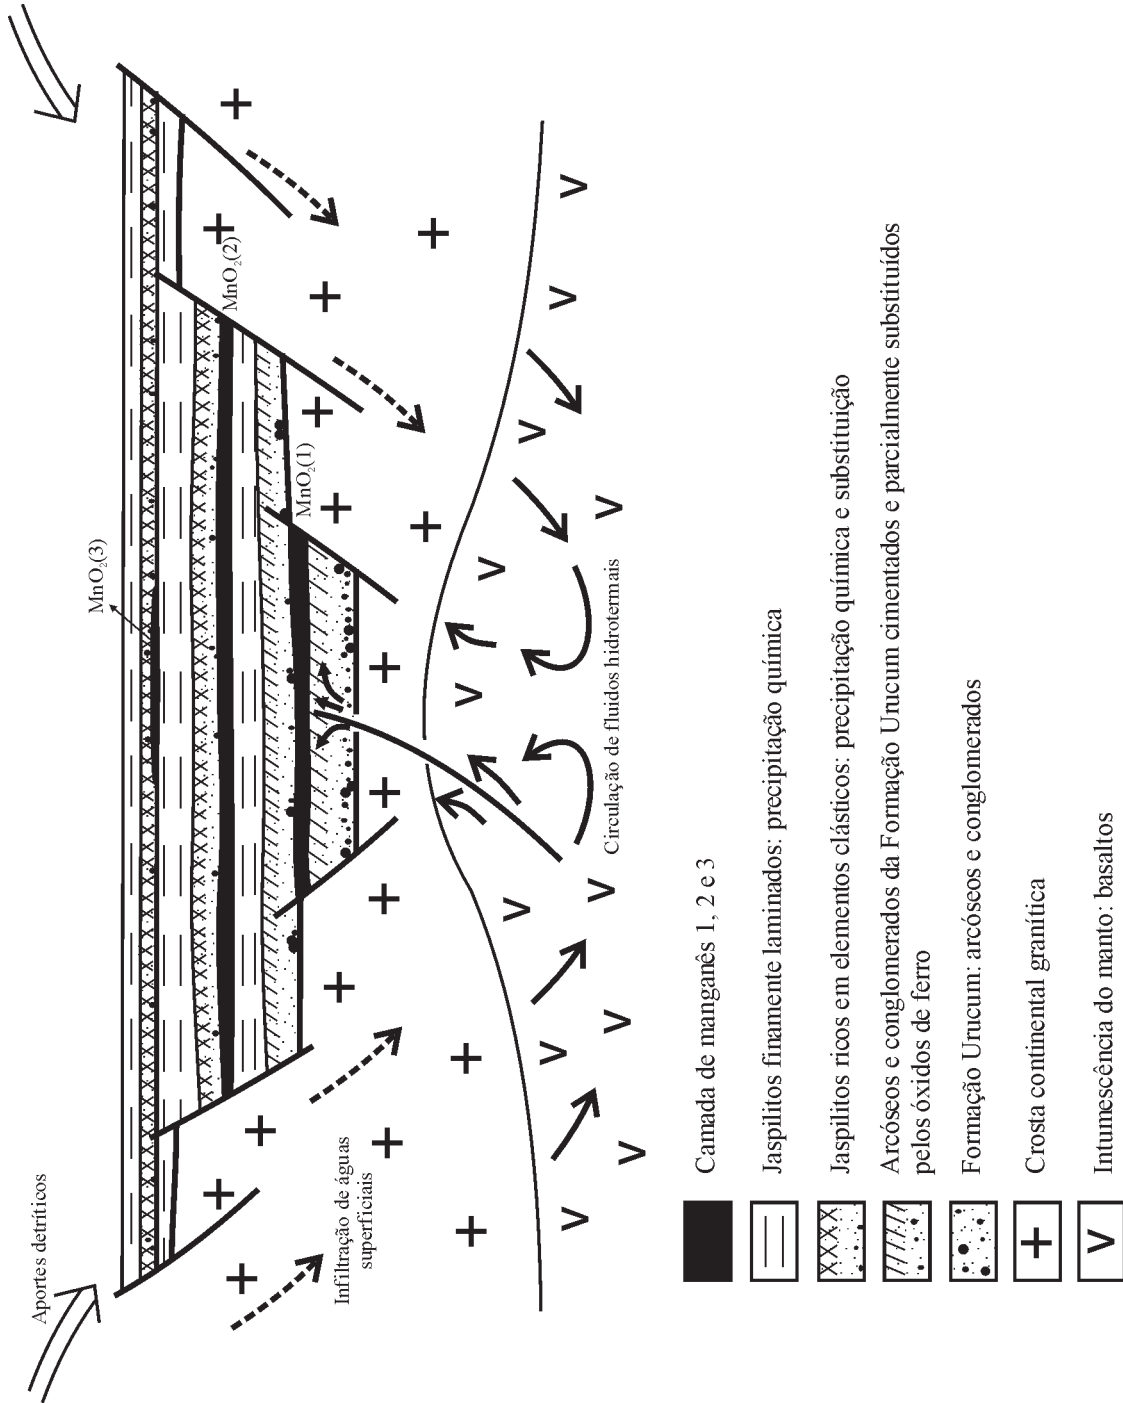 Aportes detríticos
MnO₂(3)
MnO₂(2)
MnO₂(1)
Infiltração de águas
superficiais
Circulação de fluidos hidrotermais
Camada de manganês 1, 2 e 3
Jaspilitos finamente laminados: precipitação química
Jaspilitos ricos em elementos clásticos: precipitação química e substituição
Arcóseos e conglomerados da Formação Urucum cimentados e parcialmente substituídos
pelos óxidos de ferro
Formação Urucum: arcóseos e conglomerados
Crosta continental granítica
Intumescência do manto: basaltos